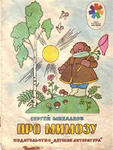 СЕРГЕЙ МИХАЛКОВ
ПРО МИМОЗУ
ИЗДАТЕЛЬСТВО „ДЕТСКАЯ ЛИТЕРАТУРА"